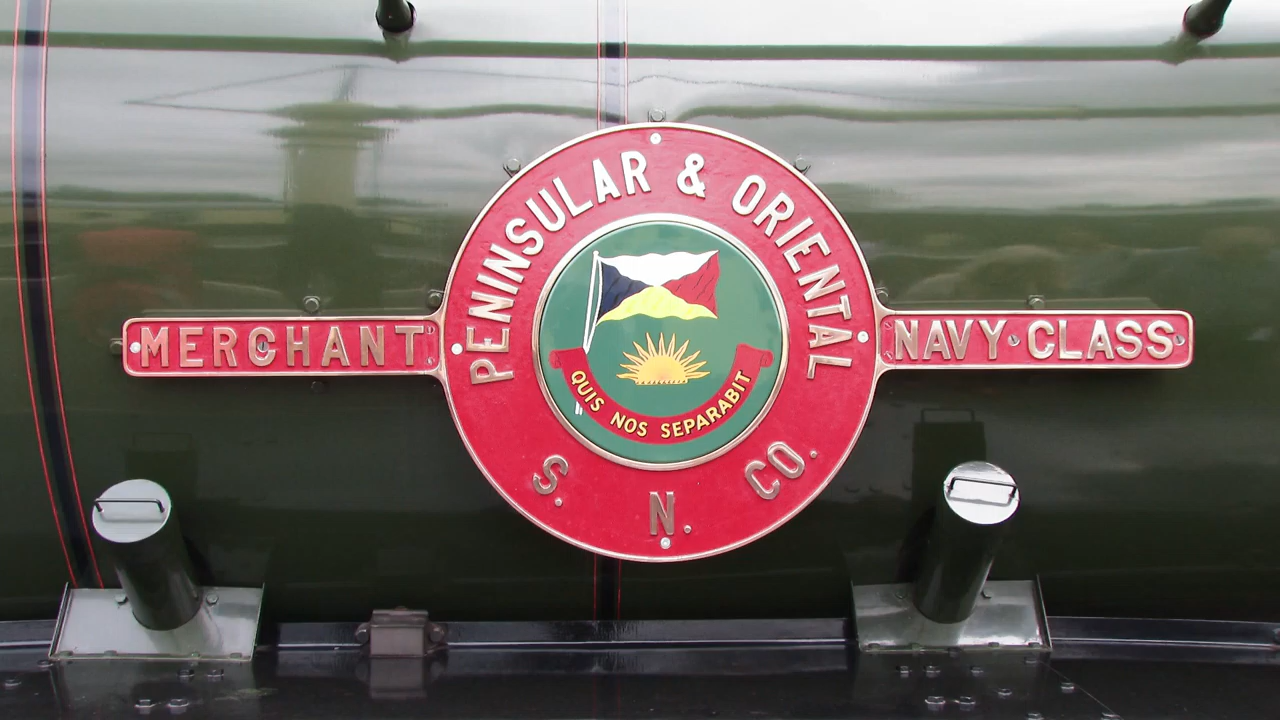 PENINSULAR & ORIENTAL
MERCHANT NAVY CLASS
QUIS NOS SEPARABIT
S. N. CO.